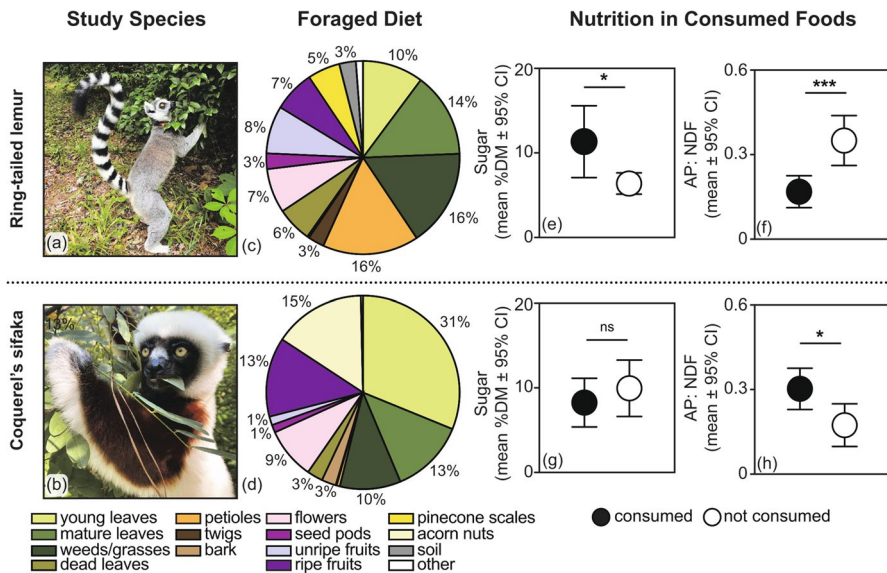 Study Species
Foraged Diet
Nutrition in Consumed Foods
Ring-tailed lemur
(a)
(c)
3%
10%
14%
16%
16%
3%
6%
7%
3%
8%
7%
5%
Sugar
(mean %DM ± 95% CI)
20
10
0
*
(e)
AP: NDF
(mean ± 95% CI)
0.6
0.3
0
***
(f)
Coquerel's sifaka
13%
(b)
(d)
31%
13%
10%
3%
3%
9%
1%
1%
13%
15%
Sugar
(mean %DM ± 95% CI)
20
10
0
ns
(g)
AP: NDF
(mean ± 95% CI)
0.6
0.3
0
*
(h)
young leaves
mature leaves
weeds/grasses
dead leaves
petioles
twigs
bark
flowers
seed pods
unripe fruits
ripe fruits
pinecone scales
acorn nuts
soil
other
consumed
not consumed